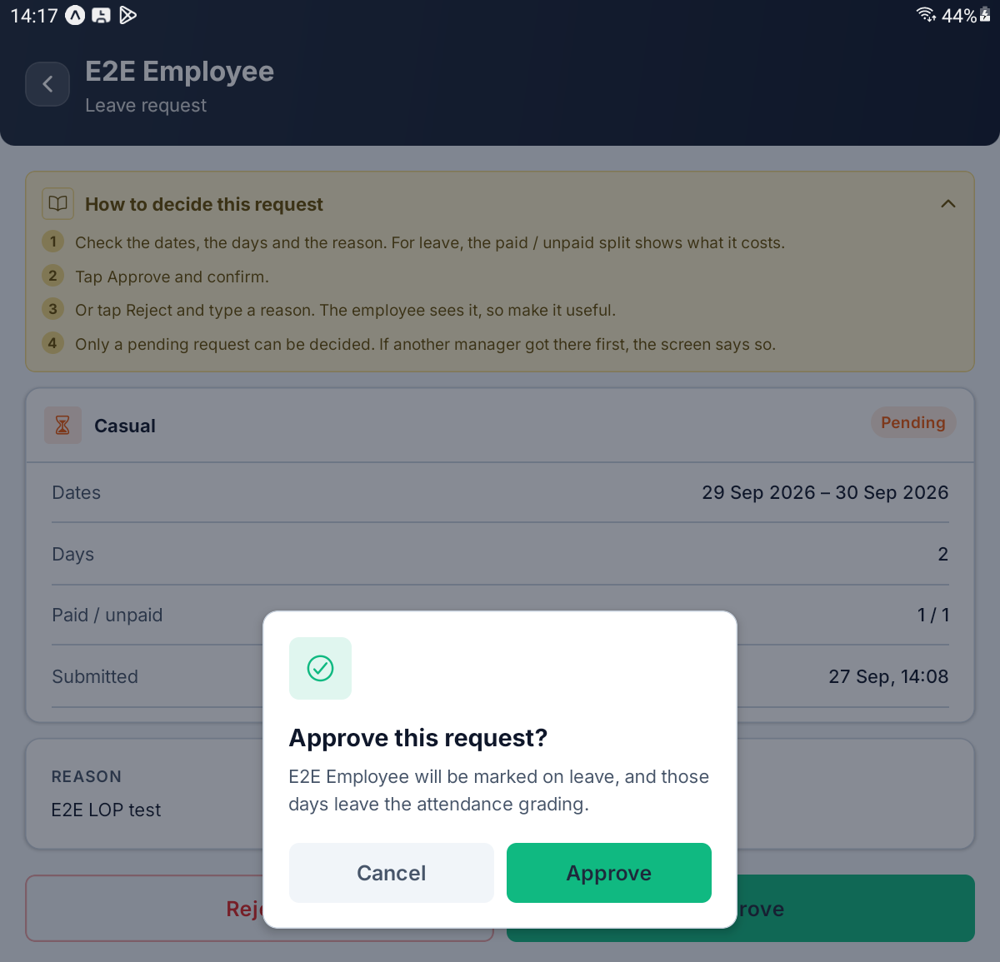 14:17
44%
E2E Employee
Leave request
How to decide this request
1 Check the dates, the days and the reason. For leave, the paid / unpaid split shows what it costs.
2 Tap Approve and confirm.
3 Or tap Reject and type a reason. The employee sees it, so make it useful.
4 Only a pending request can be decided. If another manager got there first, the screen says so.
Casual
Pending
Dates 29 Sep 2026 – 30 Sep 2026
Days 2
Paid / unpaid 1 / 1
Submitted 27 Sep, 14:08
REASON
E2E LOP test
Approve this request?
E2E Employee will be marked on leave, and those
days leave the attendance grading.
Cancel Approve